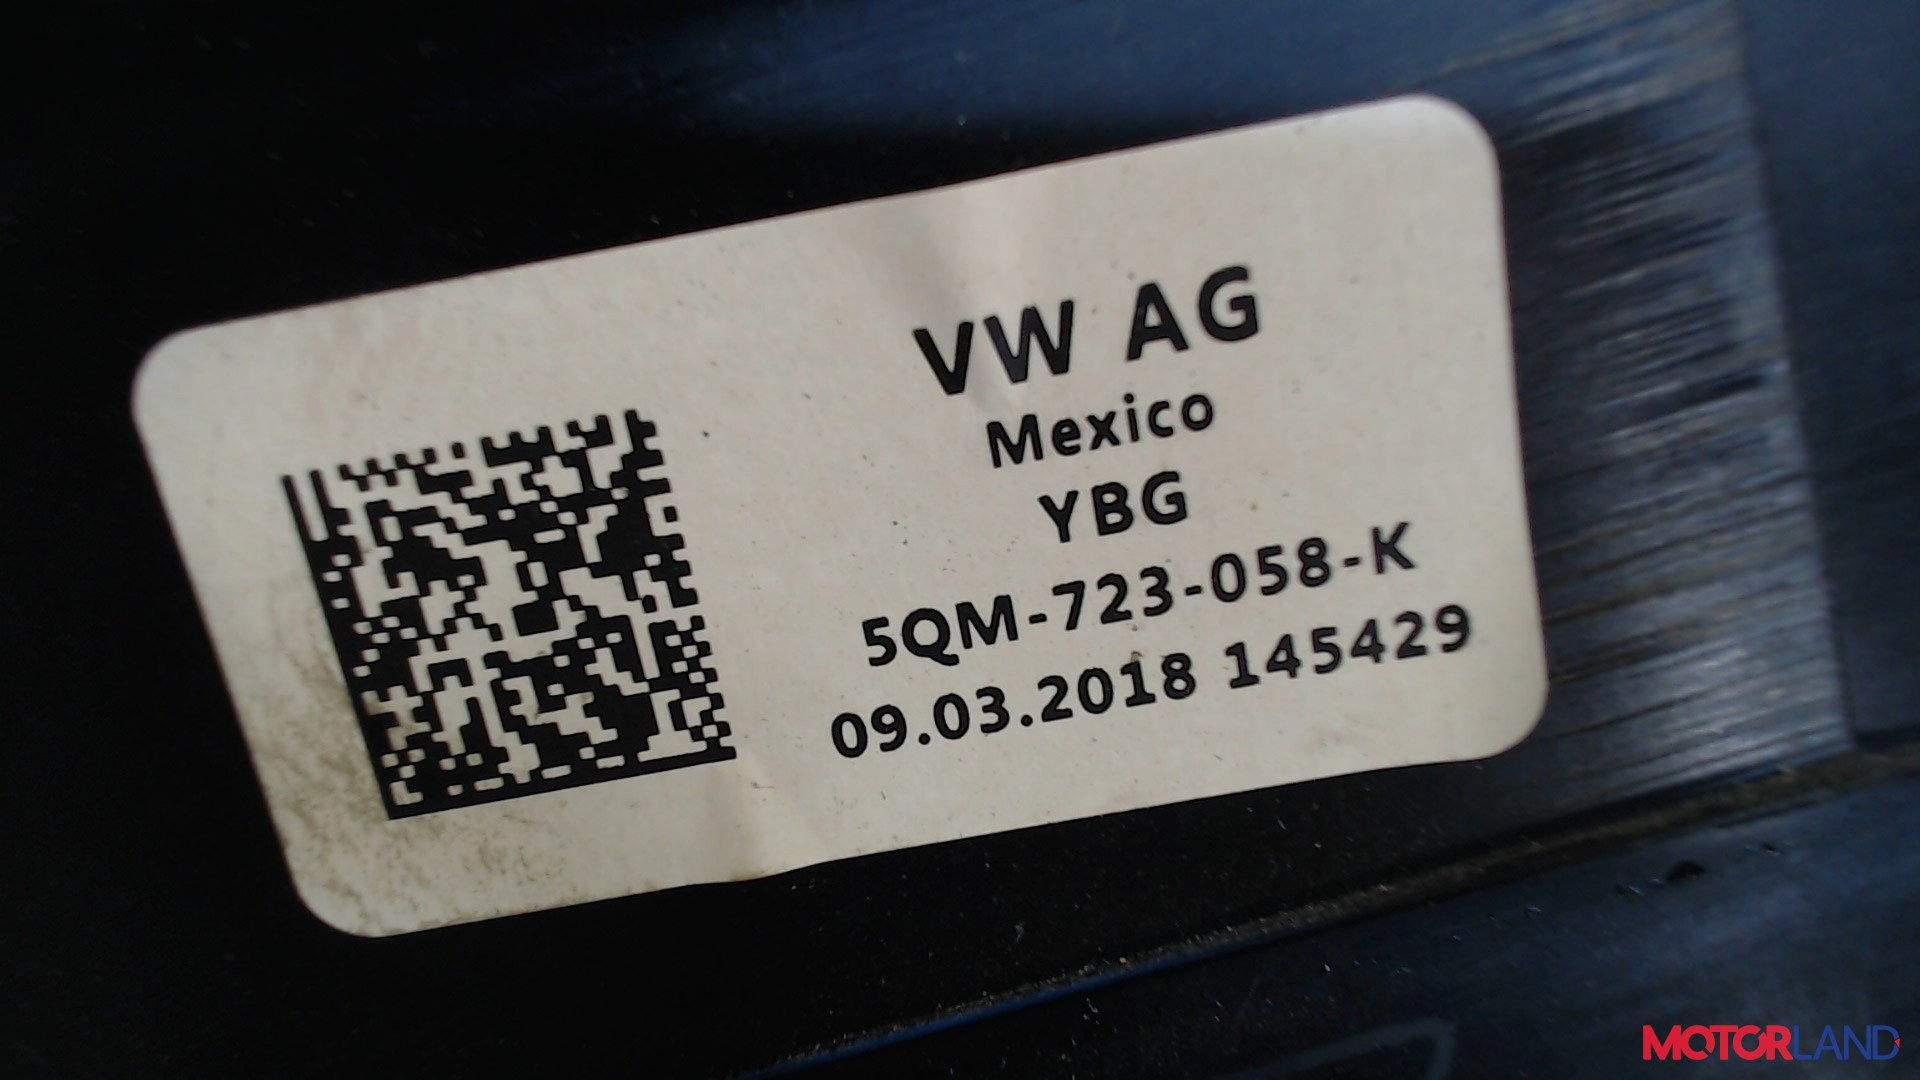 VW AG
Mexico
YBG
5QM-723-058-K
09.03.2018 145429
MOTORLAND